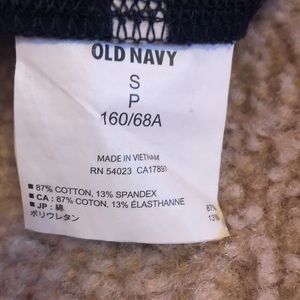 OLD NAVY
S
P
160/68A
MADE IN VIETNAM
RN 54023 CA17897
■ 87% COTTON, 13% SPANDEX
■ CA : 87% COTON, 13% ÉLASTHANNE
■ JP : 綿 87%
ポリウレタン 13%